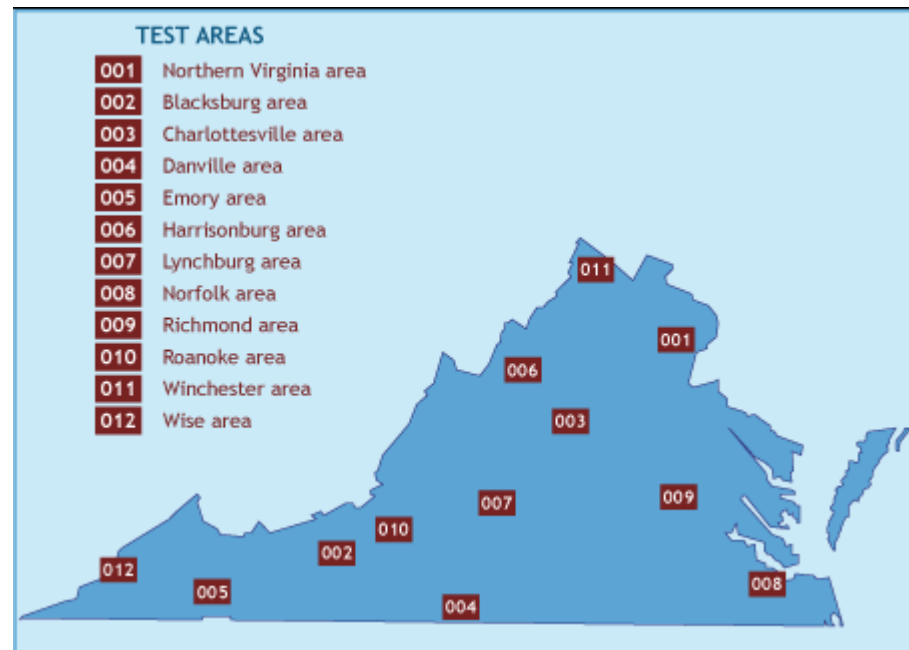 TEST AREAS
001 Northern Virginia area
002 Blacksburg area
003 Charlottesville area
004 Danville area
005 Emory area
006 Harrisonburg area
007 Lynchburg area
008 Norfolk area
009 Richmond area
010 Roanoke area
011 Winchester area
012 Wise area
011
001
006
003
009
007
010
002
012
008
005
004